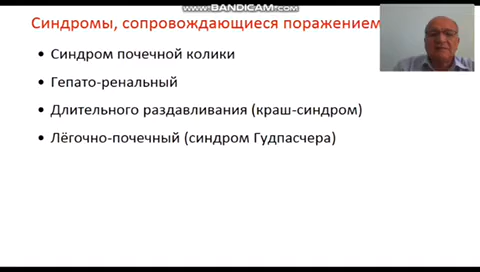 WWW.BANDICAM.COM
Синдромы, сопровождающиеся поражением
Синдром почечной колики
Гепато-ренальный
Длительного раздавливания (краш-синдром)
Лёгочно-почечный (синдром Гудпасчера)